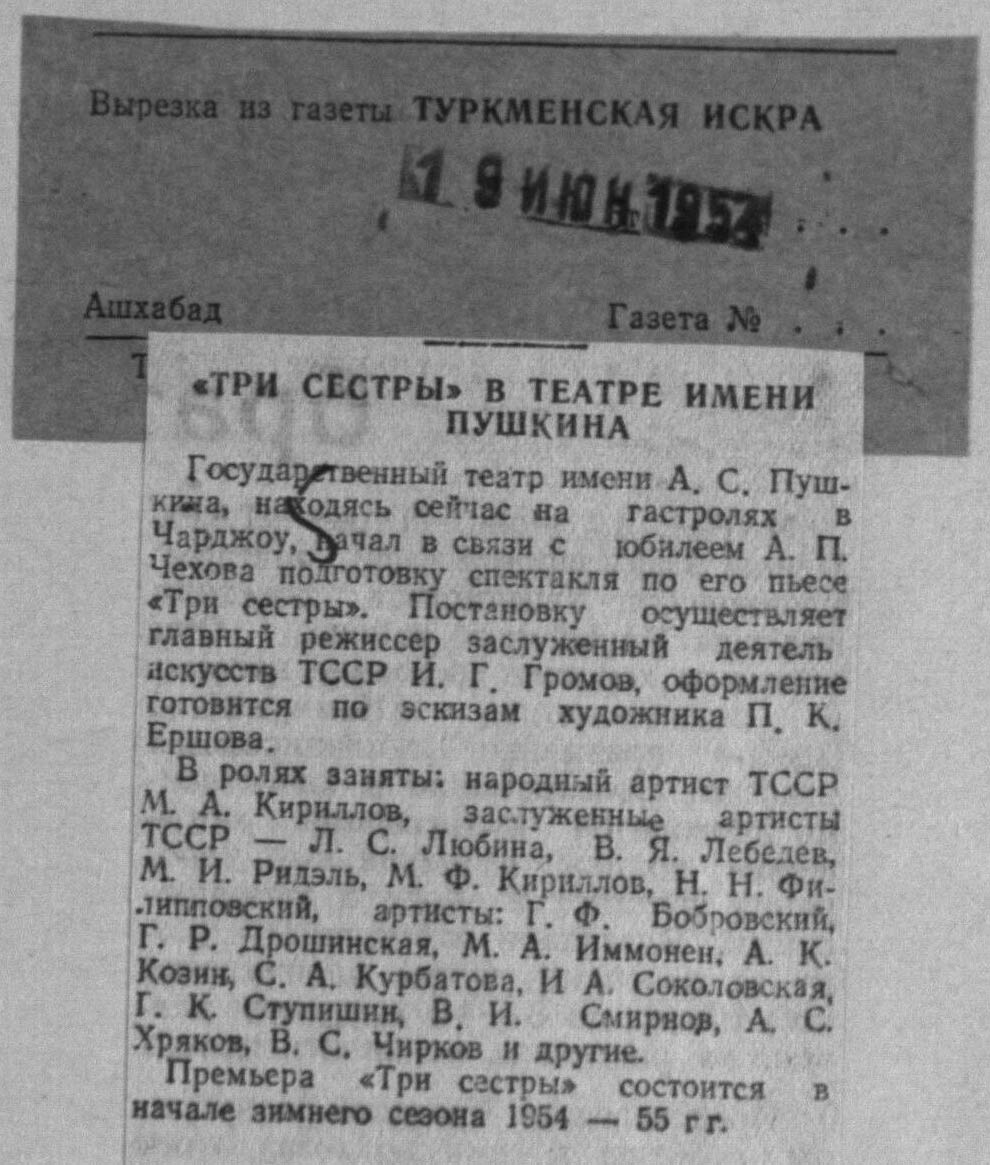 Вырезка из газеты ТУРКМЕНСКАЯ ИСКРА
19 ИЮН 1954
Ашхабад Газета № . . .
Т
«ТРИ СЕСТРЫ» В ТЕАТРЕ ИМЕНИ
ПУШКИНА
Государственный театр имени А. С. Пуш-
кина, находясь сейчас на гастролях в
Чарджоу, начал в связи с юбилеем А. П.
Чехова подготовку спектакля по его пьесе
«Три сестры». Постановку осуществляет
главный режиссер заслуженный деятель
искусств ТССР И. Г. Громов, оформление
готовится по эскизам художника П. К.
Ершова.
В ролях заняты: народный артист ТССР
М. А. Кириллов, заслуженные артисты
ТССР — Л. С. Любина, В. Я. Лебедев,
М. И. Ридэль, М. Ф. Кириллов, Н. Н. Фи-
липповский, артисты: Г. Ф. Бобровский,
Г. Р. Дрошинская, М. А. Иммонен, А. К.
Козин, С. А. Курбатова, И А. Соколовская,
Г. К. Ступишин, В. И. Смирнов, А. С.
Хряков, В. С. Чирков и другие.
Премьера «Три сестры» состоится в
начале зимнего сезона 1954 — 55 гг.